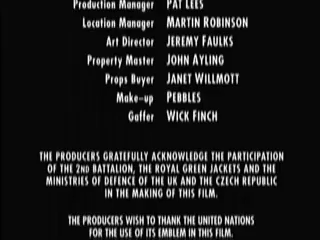 Production Manager PAT LEES
Location Manager MARTIN ROBINSON
Art Director JEREMY FAULKS
Property Master JOHN AYLING
Props Buyer JANET WILLMOTT
Make-up PEBBLES
Gaffer WICK FINCH
THE PRODUCERS GRATEFULLY ACKNOWLEDGE THE PARTICIPATION
OF THE 2ND BATTALION, THE ROYAL GREEN JACKETS AND THE
MINISTRIES OF DEFENCE OF THE UK AND THE CZECH REPUBLIC
IN THE MAKING OF THIS FILM.
THE PRODUCERS WISH TO THANK THE UNITED NATIONS
FOR THE USE OF ITS EMBLEM IN THIS FILM.